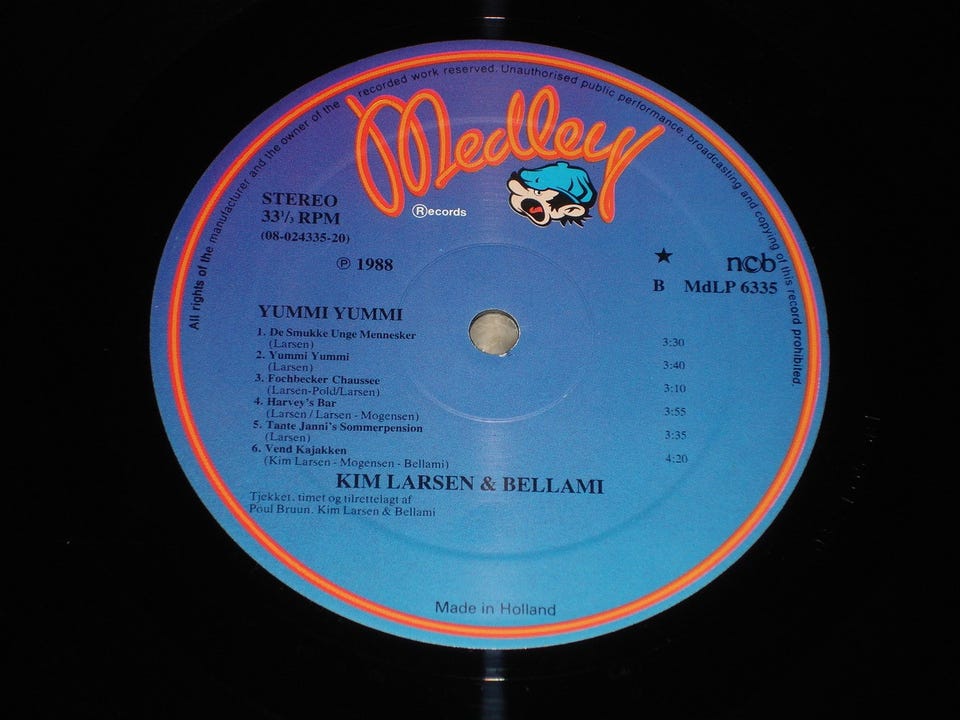 All rights of the manufacturer and the owner of the recorded work reserved. Unauthorised public performance, broadcasting and copying of this record prohibited.
Medley
Ⓡecords
STEREO
33⅓ RPM
(08-024335-20)
℗ 1988
★
ncb
B MdLP 6335
YUMMI YUMMI
1. De Smukke Unge Mennesker
(Larsen) 3:30
2. Yummi Yummi
(Larsen) 3:40
3. Fochbecker Chaussee
(Larsen-Pold/Larsen) 3:10
4. Harvey's Bar
(Larsen / Larsen - Mogensen) 3:55
5. Tante Janni's Sommerpension
(Larsen) 3:35
6. Vend Kajakken
(Kim Larsen - Mogensen - Bellami) 4:20
KIM LARSEN & BELLAMI
Tjekket, timet og tilrettelagt af
Poul Bruun, Kim Larsen & Bellami
Made in Holland